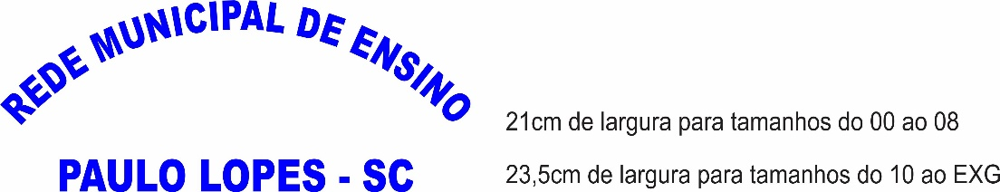 REDE MUNICIPAL DE ENSINO
PAULO LOPES - SC
21cm de largura para tamanhos do 00 ao 08
23,5cm de largura para tamanhos do 10 ao EXG